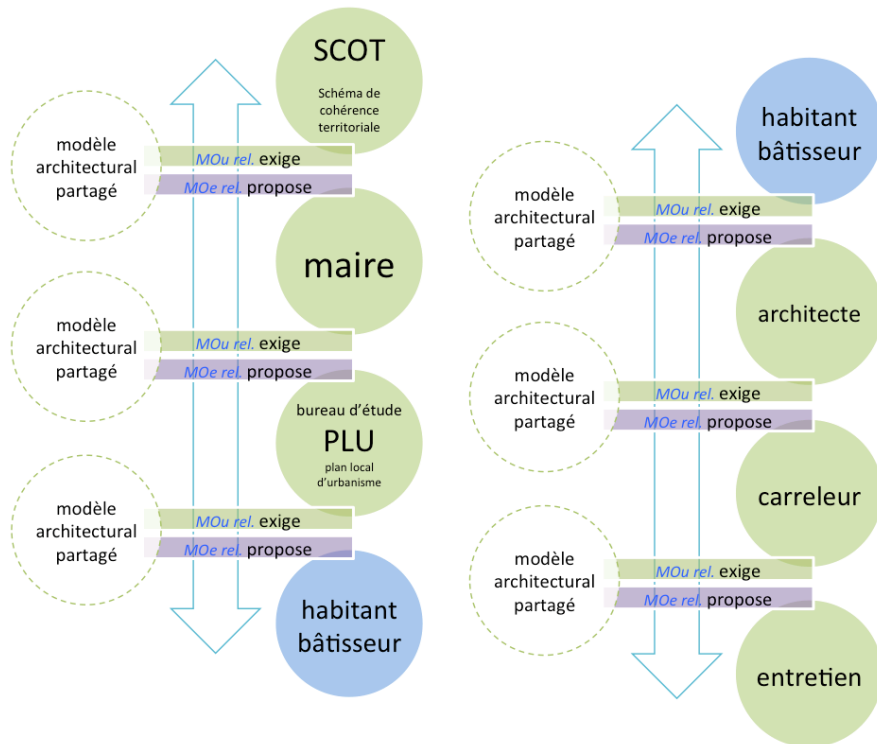 SCOT
Schéma de
cohérence
territoriale
modèle
architectural
partagé
MOu rel. exige
MOe rel. propose
maire
modèle
architectural
partagé
MOu rel. exige
MOe rel. propose
bureau d'étude
PLU
plan local
d'urbanisme
modèle
architectural
partagé
MOu rel. exige
MOe rel. propose
habitant
bâtisseur
habitant
bâtisseur
modèle
architectural
partagé
MOu rel. exige
MOe rel. propose
architecte
modèle
architectural
partagé
MOu rel. exige
MOe rel. propose
carreleur
modèle
architectural
partagé
MOu rel. exige
MOe rel. propose
entretien